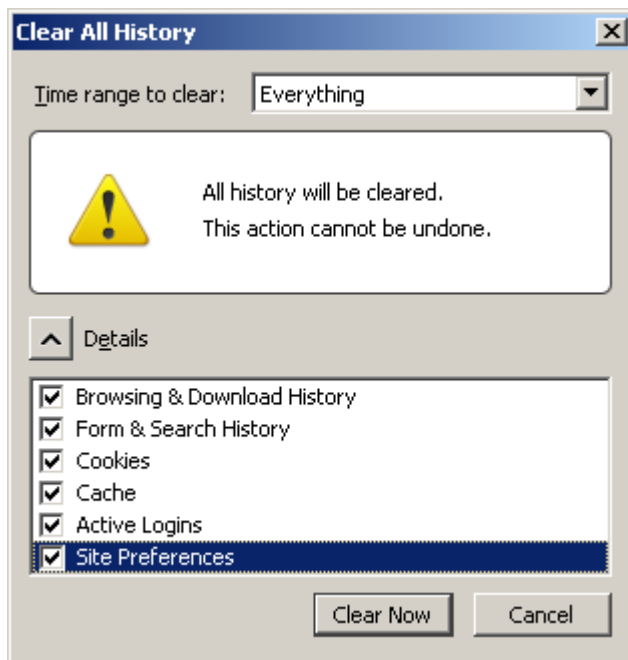 Clear All History
Time range to clear: Everything
All history will be cleared.
This action cannot be undone.
Details
Browsing & Download History
Form & Search History
Cookies
Cache
Active Logins
Site Preferences
Clear Now Cancel